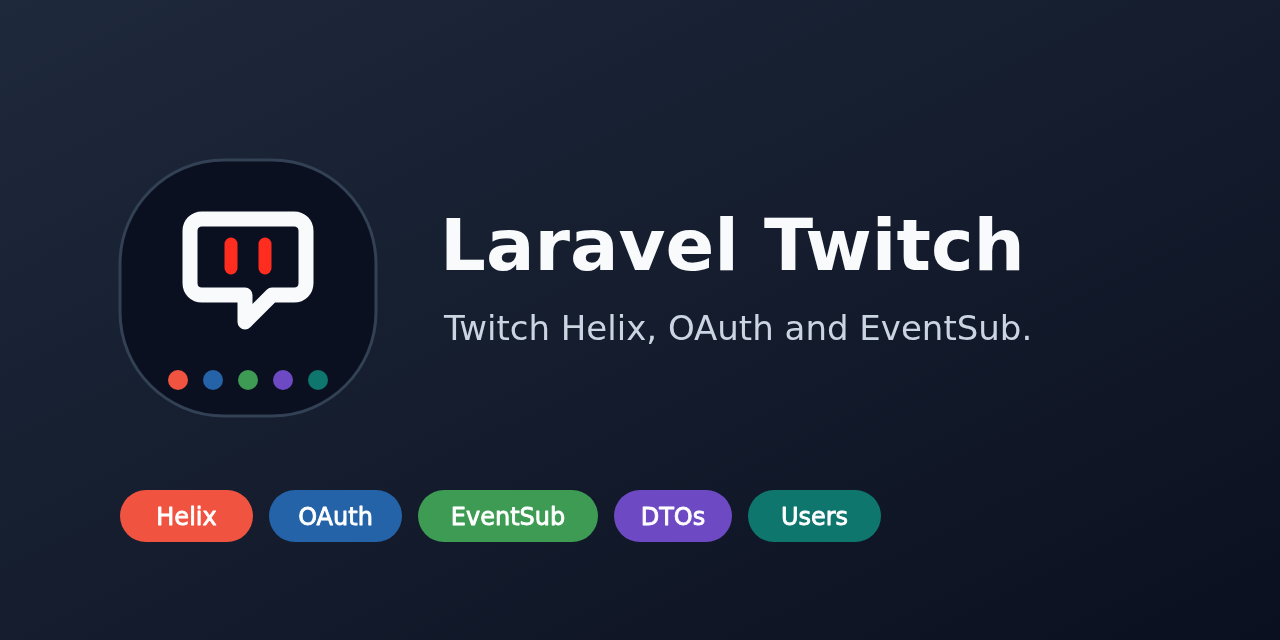 Laravel Twitch
Twitch Helix, OAuth and EventSub.
Helix OAuth EventSub DTOs Users